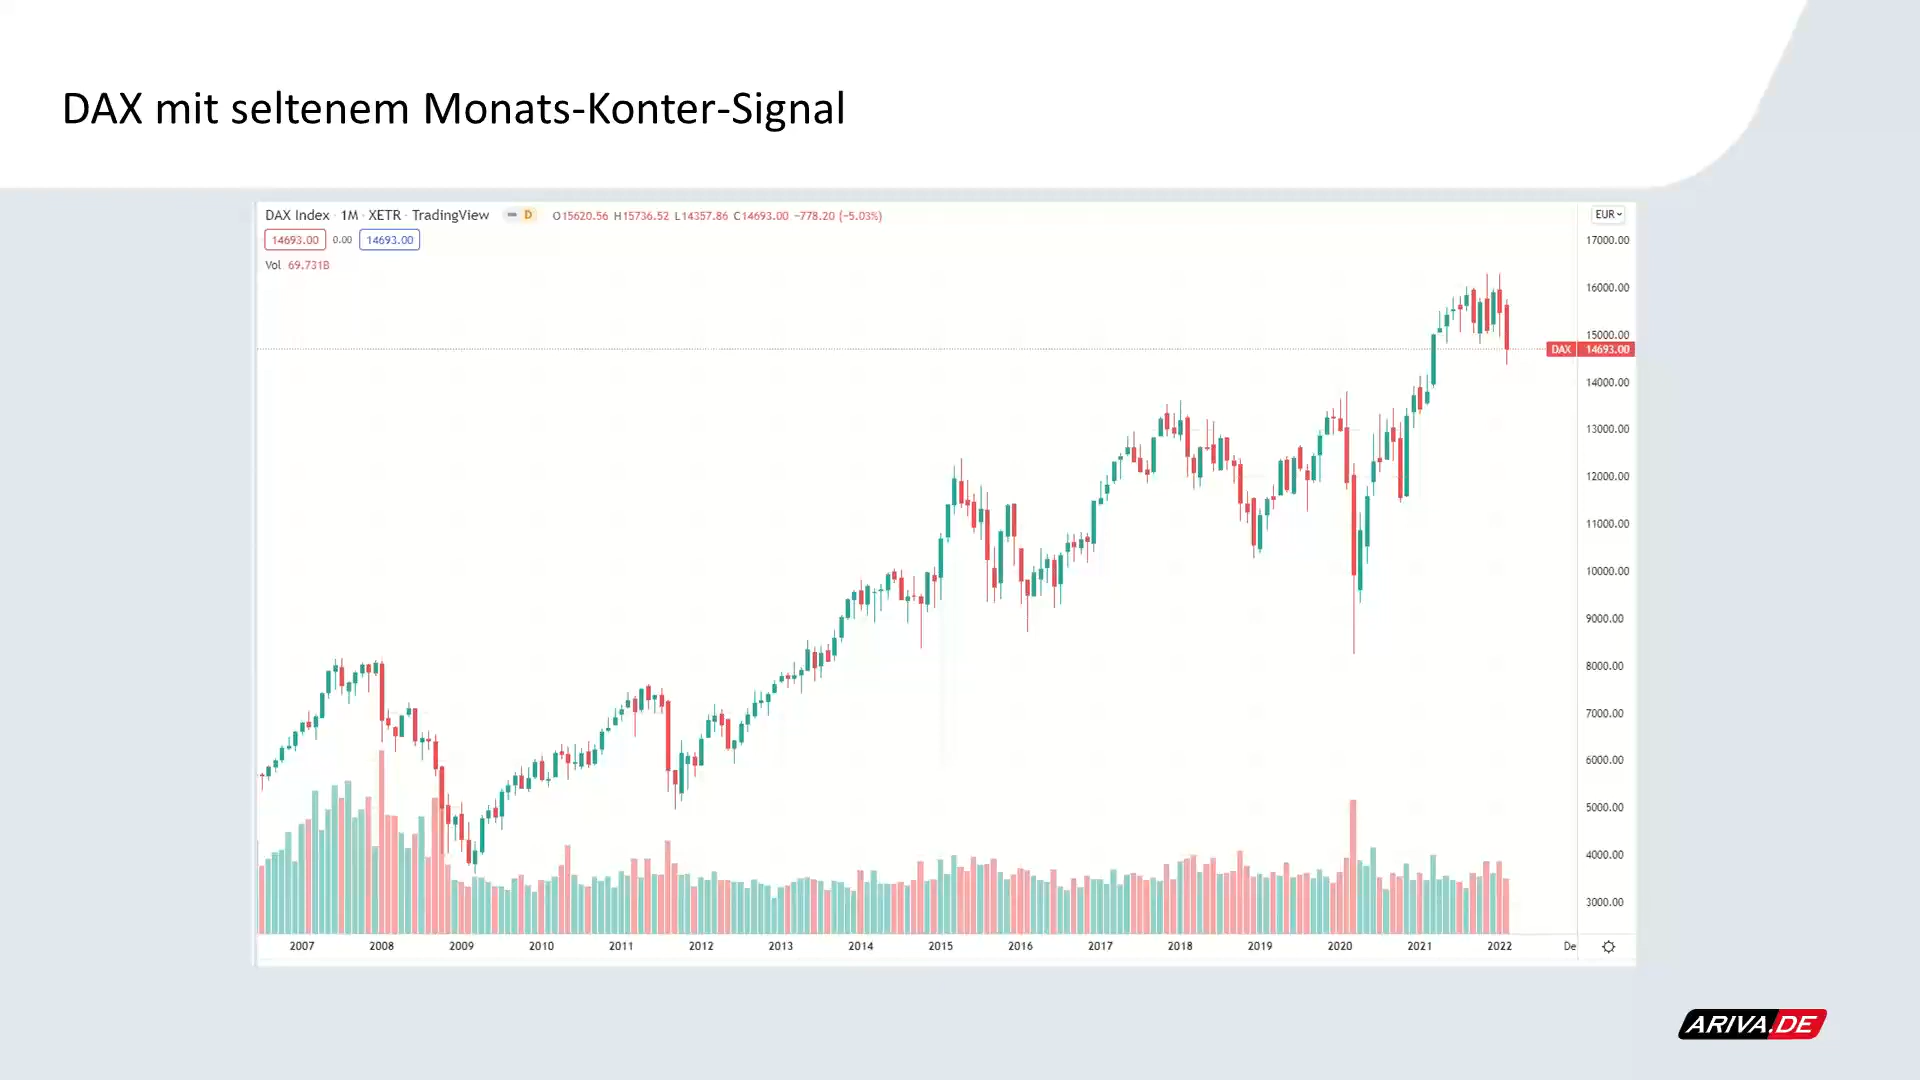 DAX mit seltenem Monats-Konter-Signal
DAX Index · 1M · XETR · TradingView D O15620.56 H15736.52 L14357.86 C14693.00 −778.20 (−5.03%)
14693.00 0.00 14693.00
Vol 69.731B
EUR
17000.00
16000.00
15000.00
DAX 14693.00
14000.00
13000.00
12000.00
11000.00
10000.00
9000.00
8000.00
7000.00
6000.00
5000.00
4000.00
3000.00
2007 2008 2009 2010 2011 2012 2013 2014 2015 2016 2017 2018 2019 2020 2021 2022 De
ARIVA.DE